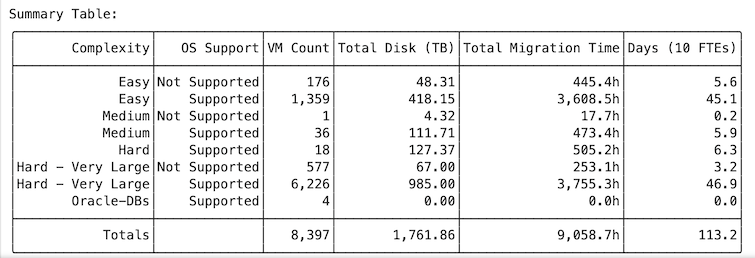 Summary Table:
Complexity OS Support VM Count Total Disk (TB) Total Migration Time Days (10 FTEs)
Easy Not Supported 176 48.31 445.4h 5.6
Easy Supported 1,359 418.15 3,608.5h 45.1
Medium Not Supported 1 4.32 17.7h 0.2
Medium Supported 36 111.71 473.4h 5.9
Hard Supported 18 127.37 505.2h 6.3
Hard - Very Large Not Supported 577 67.00 253.1h 3.2
Hard - Very Large Supported 6,226 985.00 3,755.3h 46.9
Oracle-DBs Supported 4 0.00 0.0h 0.0
Totals 8,397 1,761.86 9,058.7h 113.2